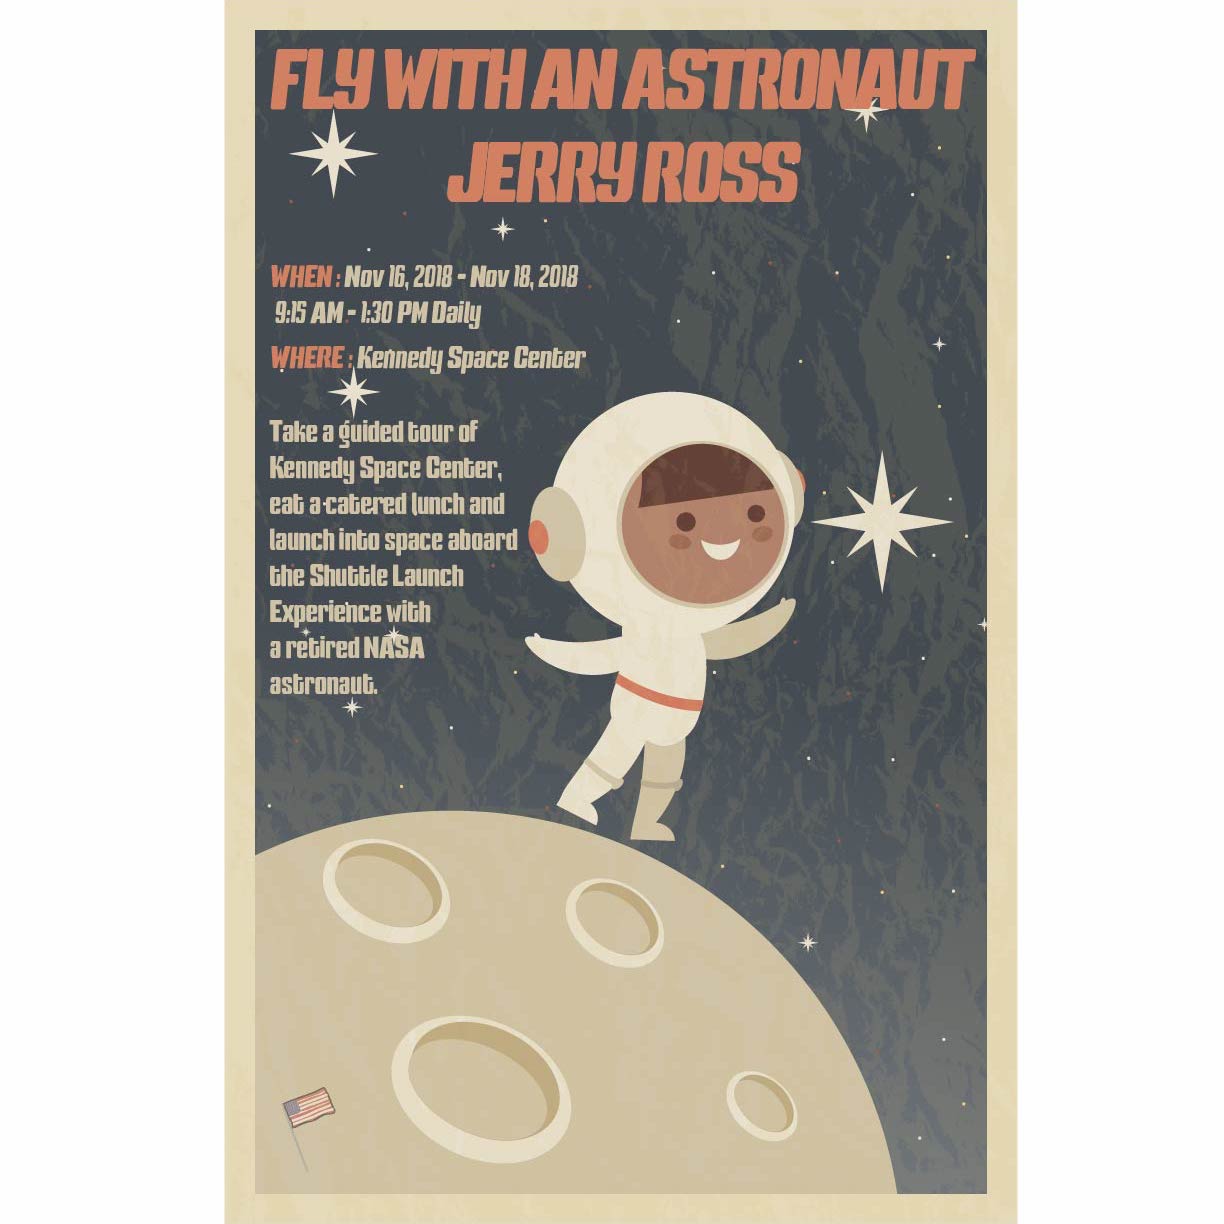 FLY WITH AN ASTRONAUT
JERRY ROSS
WHEN : Nov 16, 2018 - Nov 18, 2018
9:15 AM - 1:30 PM Daily
WHERE : Kennedy Space Center
Take a guided tour of
Kennedy Space Center,
eat a catered lunch and
launch into space aboard
the Shuttle Launch
Experience with
a retired NASA
astronaut.